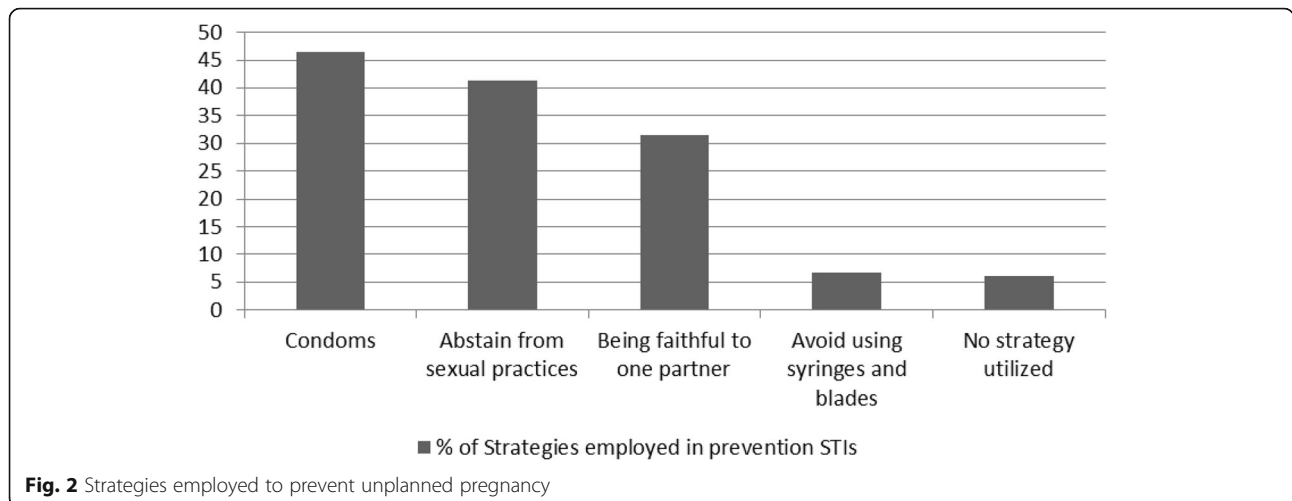 50
45
40
35
30
25
20
15
10
5
0
Condoms
Abstain from
sexual practices
Being faithful to
one partner
Avoid using
syringes and
blades
No strategy
utilized
% of Strategies employed in prevention STIs
Fig. 2 Strategies employed to prevent unplanned pregnancy